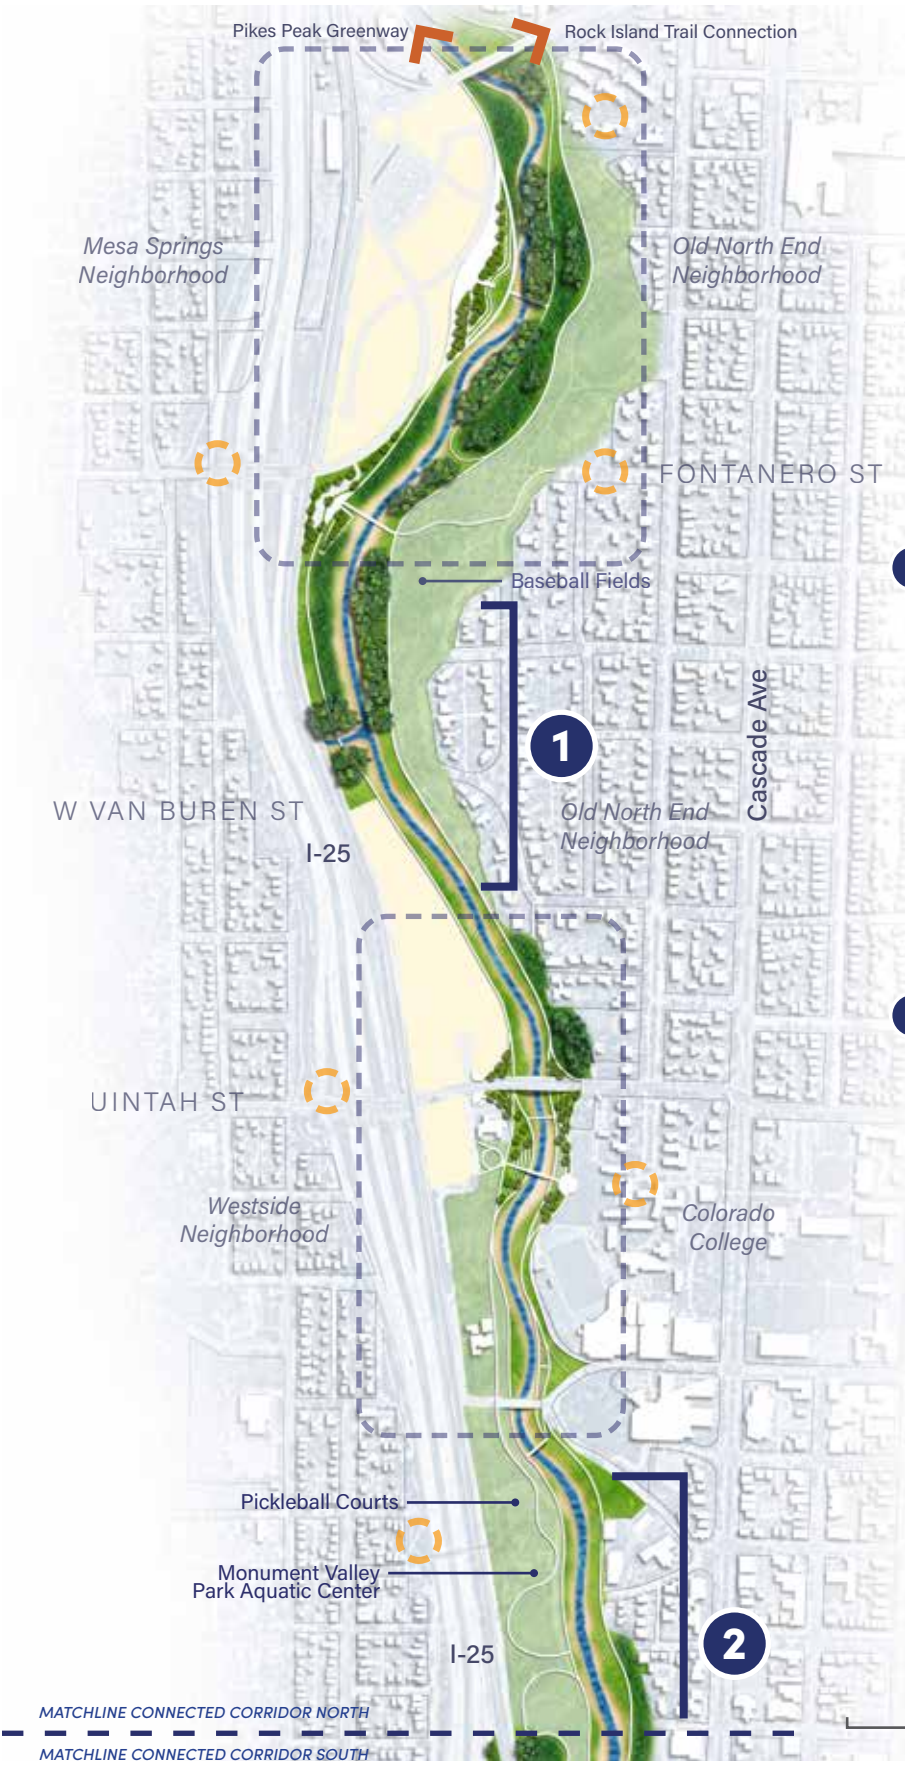 Pikes Peak Greenway
Rock Island Trail Connection
Mesa Springs
Neighborhood
Old North End
Neighborhood
FONTANERO ST
Baseball Fields
1
Cascade Ave
W VAN BUREN ST
Old North End
Neighborhood
I-25
UINTAH ST
Westside
Neighborhood
Colorado
College
Pickleball Courts
Monument Valley
Park Aquatic Center
2
I-25
MATCHLINE CONNECTED CORRIDOR NORTH
MATCHLINE CONNECTED CORRIDOR SOUTH